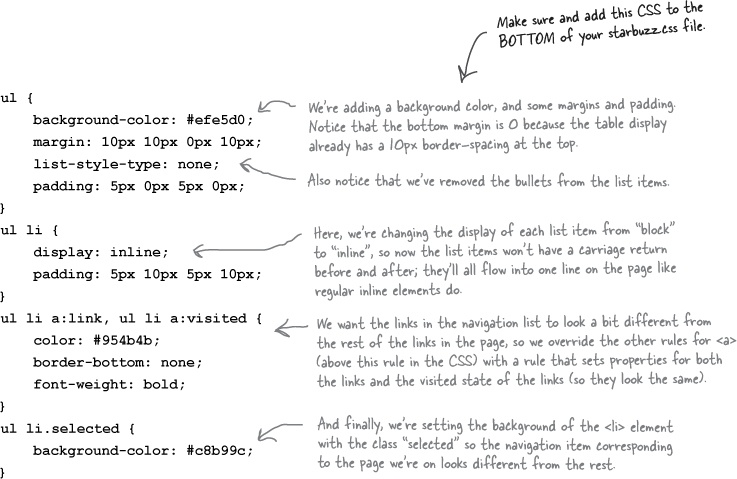 Make sure and add this CSS to the
BOTTOM of your starbuzz.css file.
ul {
background-color: #efe5d0;
margin: 10px 10px 0px 10px;
list-style-type: none;
padding: 5px 0px 5px 0px;
}
We're adding a background color, and some margins and padding.
Notice that the bottom margin is 0 because the table display
already has a 10px border-spacing at the top.
Also notice that we've removed the bullets from the list items.
ul li {
display: inline;
padding: 5px 10px 5px 10px;
}
Here, we're changing the display of each list item from "block"
to "inline", so now the list items won't have a carriage return
before and after; they'll all flow into one line on the page like
regular inline elements do.
ul li a:link, ul li a:visited {
color: #954b4b;
border-bottom: none;
font-weight: bold;
}
We want the links in the navigation list to look a bit different from
the rest of the links in the page, so we override the other rules for <a>
(above this rule in the CSS) with a rule that sets properties for both
the links and the visited state of the links (so they look the same).
ul li.selected {
background-color: #c8b99c;
}
And finally, we're setting the background of the <li> element
with the class "selected" so the navigation item corresponding
to the page we're on looks different from the rest.